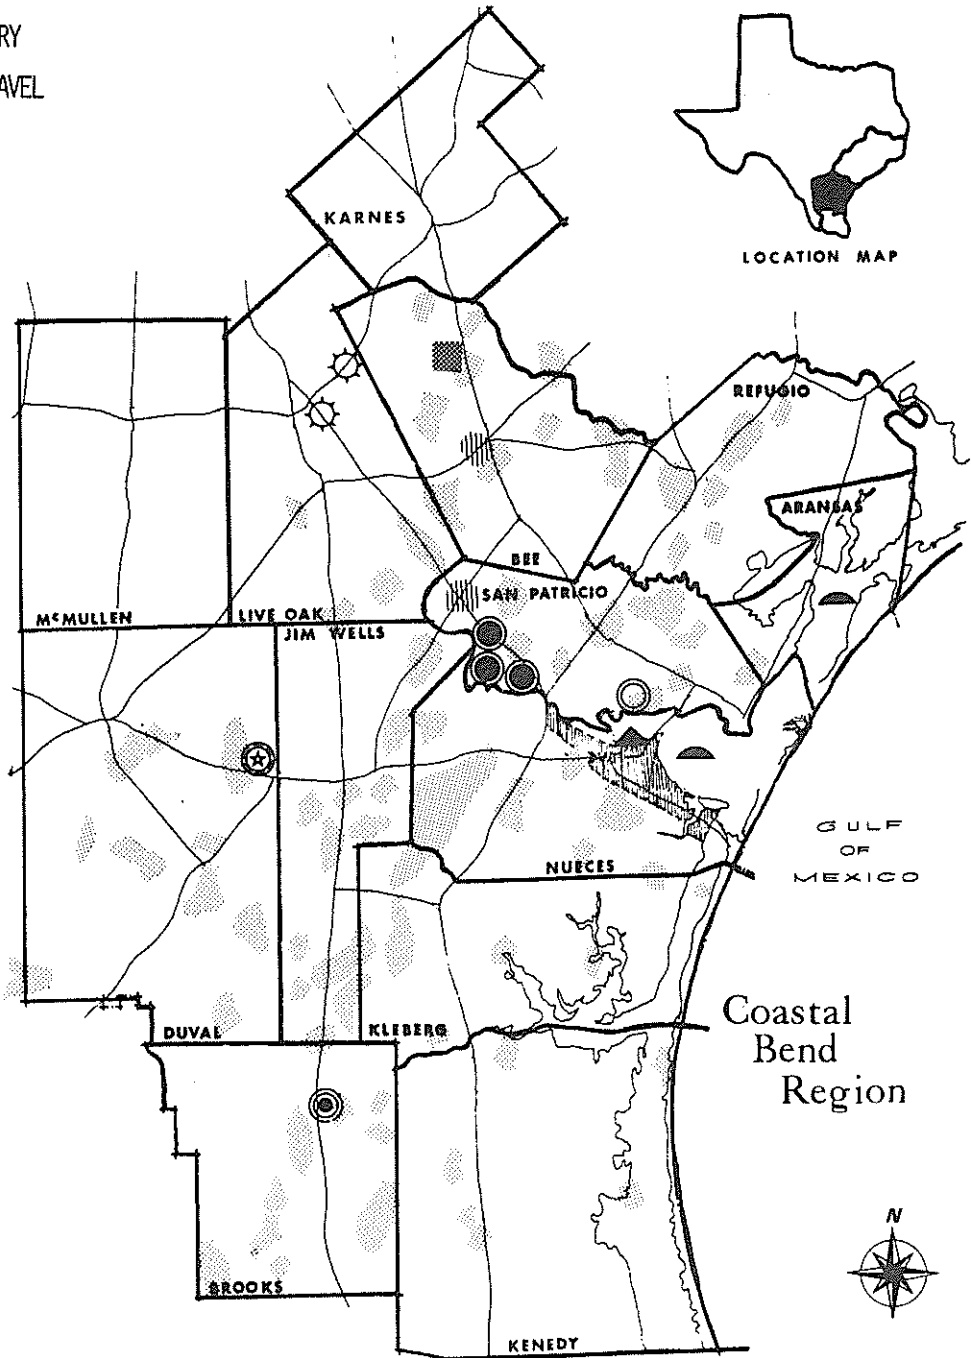 RY
AVEL
KARNES
LOCATION MAP
REFUGIO
ARANSAS
BEE
SAN PATRICIO
McMULLEN
LIVE OAK
JIM WELLS
GULF
OF
MEXICO
NUECES
Coastal
Bend
Region
DUVAL
KLEBERG
N
BROOKS
KENEDY